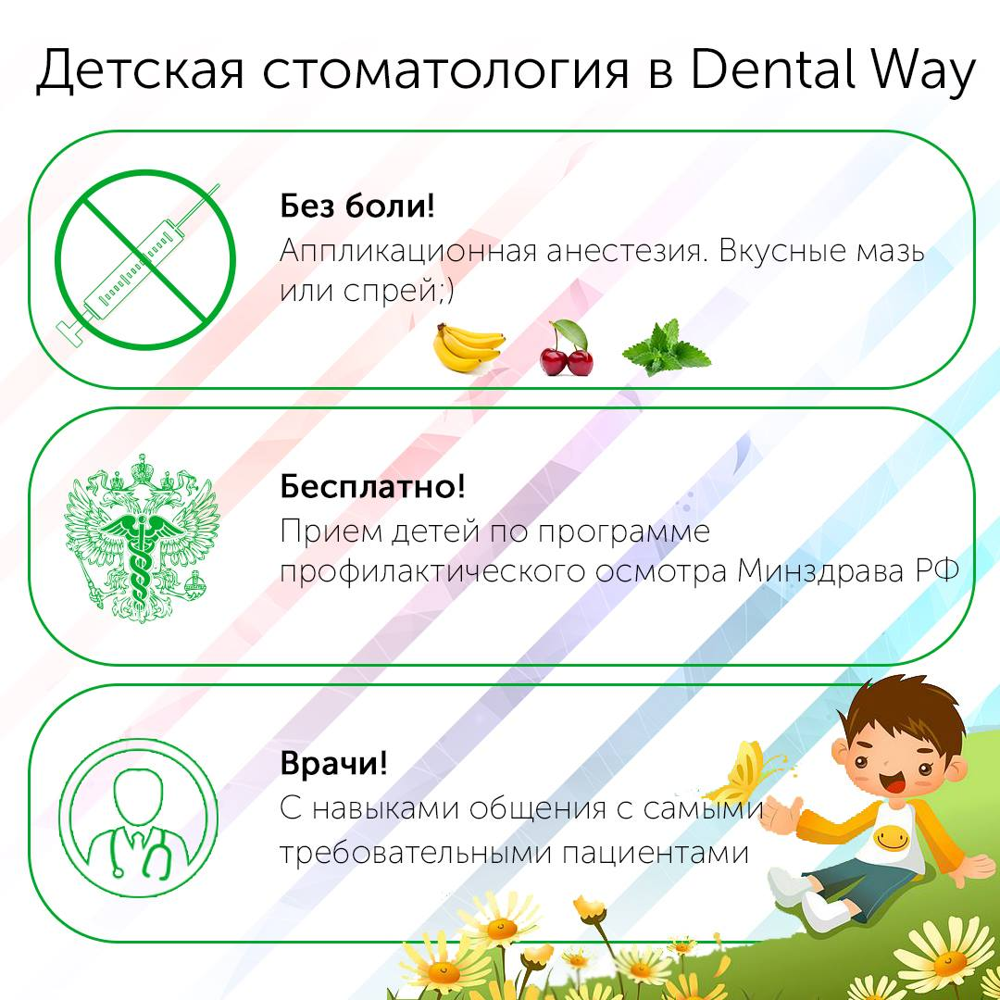 Детская стоматология в Dental Way
Без боли!
Аппликационная анестезия. Вкусные мазь
или спрей;)
Бесплатно!
Прием детей по программе
профилактического осмотра Минздрава РФ
Врачи!
С навыками общения с самыми
требовательными пациентами